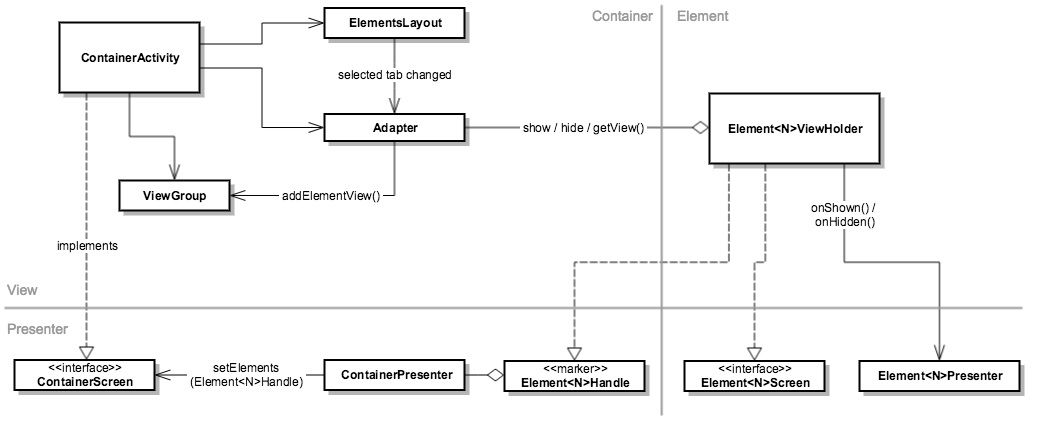 Container
Element
ElementsLayout
ContainerActivity
selected tab changed
Adapter
show / hide / getView()
Element<N>ViewHolder
ViewGroup
addElementView()
onShown() /
onHidden()
implements
View
Presenter
<<interface>>
ContainerScreen
setElements
(Element<N>Handle)
ContainerPresenter
<<marker>>
Element<N>Handle
<<interface>>
Element<N>Screen
Element<N>Presenter